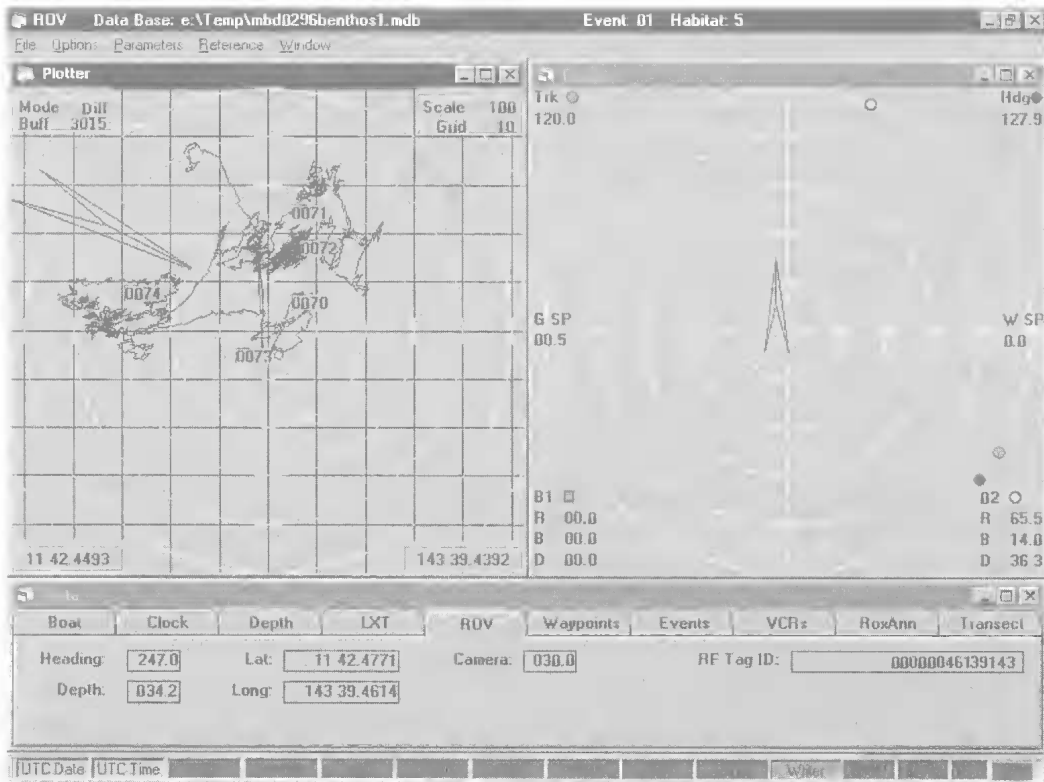 ROV Data Base: e:\Temp\mbd0296benthos1.mdb Event 01 Habitat: 5
File Options Parameters Reference Window
Plotter
Mode Diff
Buff 3015
Scale 100
Grid 10
0071
0072
0074
0070
0073
11 42.4493
143 39.4392
Trk
120.0
Hdg
127.9
G SP
00.5
W SP
0.0
B1
R 00.0
B 00.0
D 00.0
B2
R 65.5
B 14.0
D 36.3
Boat Clock Depth LXT ROV Waypoints Events VCRs RoxAnn Transect
Heading: 247.0 Lat: 11 42.4771 Camera: 030.0 RF Tag ID: 00000046139143
Depth: 034.2 Long: 143 39.4614
UTC Date UTC Time